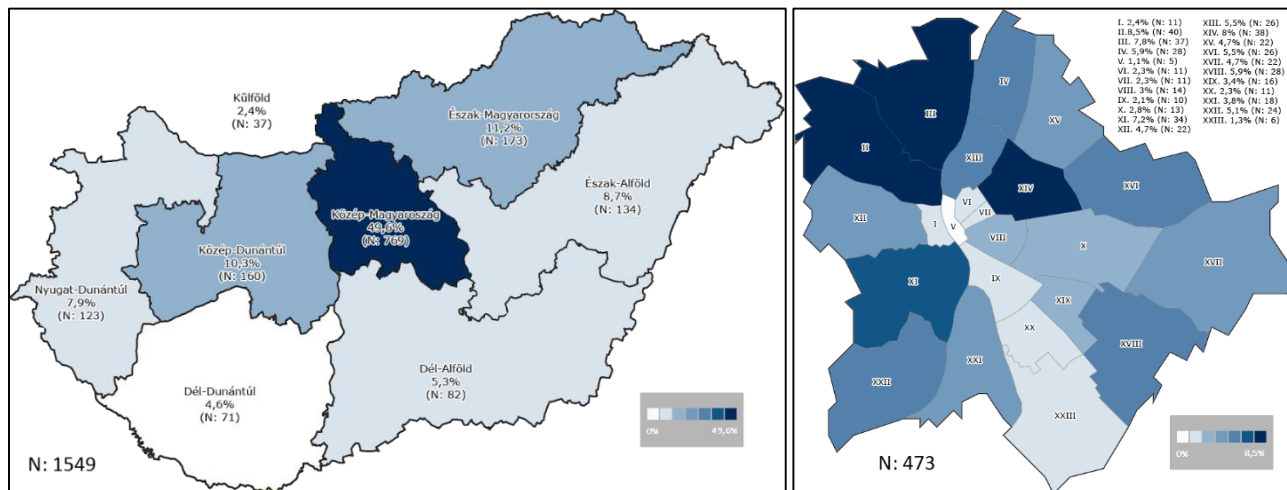 Külföld
2,4%
(N: 37)
Észak-Magyarország
11,2%
(N: 173)
Észak-Alföld
8,7%
(N: 134)
Közép-Magyaroszág
49,6%
(N: 769)
Közép-Dunántúl
10,3%
(N: 160)
Nyugat-Dunántúl
7,9%
(N: 123)
Dél-Alföld
5,3%
(N: 82)
Dél-Dunántúl
4,6%
(N: 71)
0% 49,6%
N: 1549
I. 2,4% (N: 11)
II.8,5% (N: 40)
III. 7,8% (N: 37)
IV. 5,9% (N: 28)
V. 1,1% (N: 5)
VI. 2,3% (N: 11)
VII. 2,3% (N: 11)
VIII. 3% (N: 14)
IX. 2,1% (N: 10)
X. 2,8% (N: 13)
XI. 7,2% (N: 34)
XII. 4,7% (N: 22)
XIII. 5,5% (N: 26)
XIV. 8% (N: 38)
XV. 4,7% (N: 22)
XVI. 5,5% (N: 26)
XVII. 4,7% (N: 22)
XVIII. 5,9% (N: 28)
XIX. 3,4% (N: 16)
XX. 2,3% (N: 11)
XXI. 3,8% (N: 18)
XXII. 5,1% (N: 24)
XXIII. 1,3% (N: 6)
IV
III
XV
II
XIII
XIV
XVI
VI
VII
XII
I
V
VIII
X
XVII
IX
XI
XIX
XX
XVIII
XXI
XXII
XXIII
0% 8,5%
N: 473